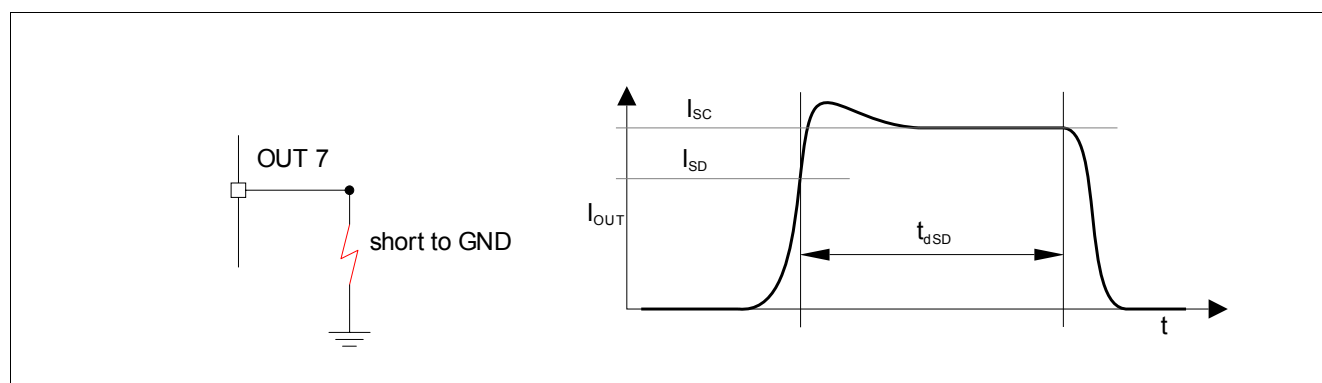 OUT 7
short to GND
I_SC
I_SD
I_OUT
t_dSD
t